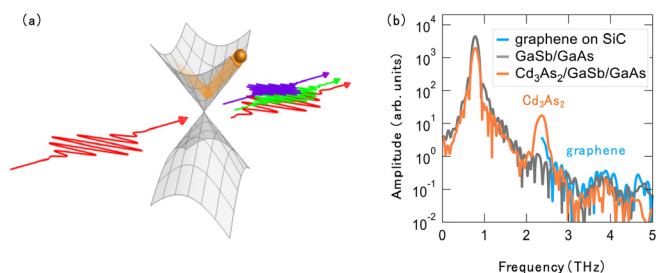 (a)
(b)
Amplitude (arb. units)
10⁴
10³
10²
10¹
10⁰
10⁻¹
10⁻²
graphene on SiC
GaSb/GaAs
Cd₃As₂/GaSb/GaAs
Cd₃As₂
graphene
0 1 2 3 4 5
Frequency (THz)